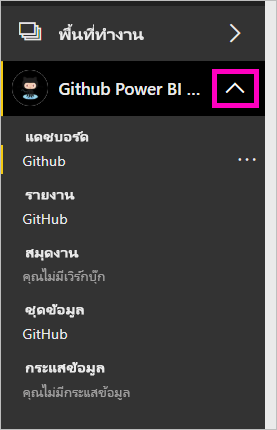 พื้นที่ทำงาน
Github Power BI ...
แดชบอร์ด
Github
รายงาน
GitHub
สมุดงาน
คุณไม่มีเวิร์กบุ๊ก
ชุดข้อมูล
GitHub
กระแสข้อมูล
คุณไม่มีกระแสข้อมูล